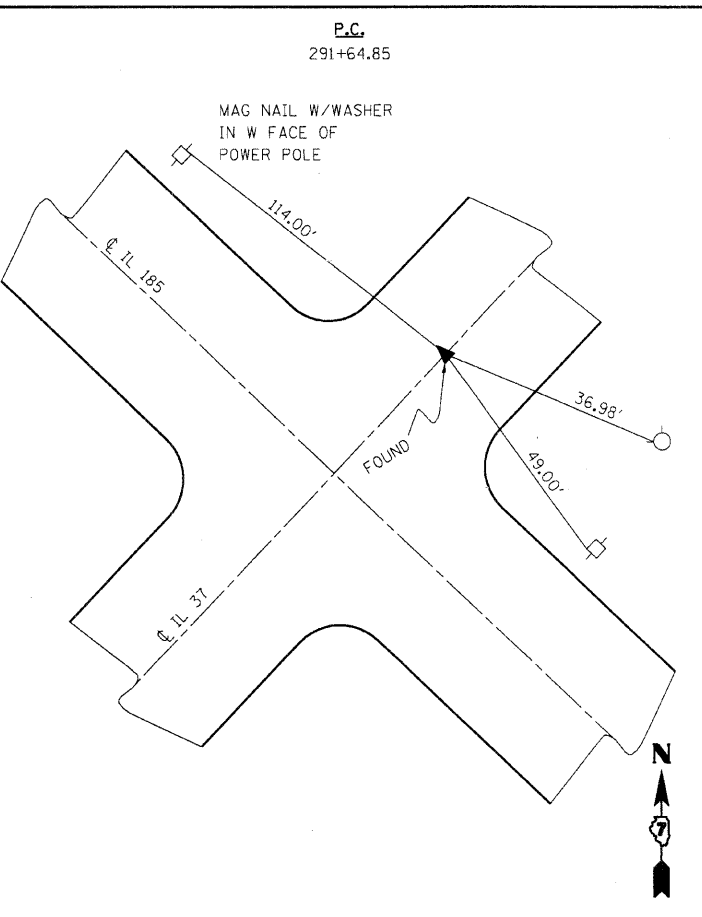 P.C.
291+64.85
MAG NAIL W/WASHER
IN W FACE OF
POWER POLE
114.00'
℄ IL 185
36.98'
FOUND
49.00'
℄ IL 37
N
7